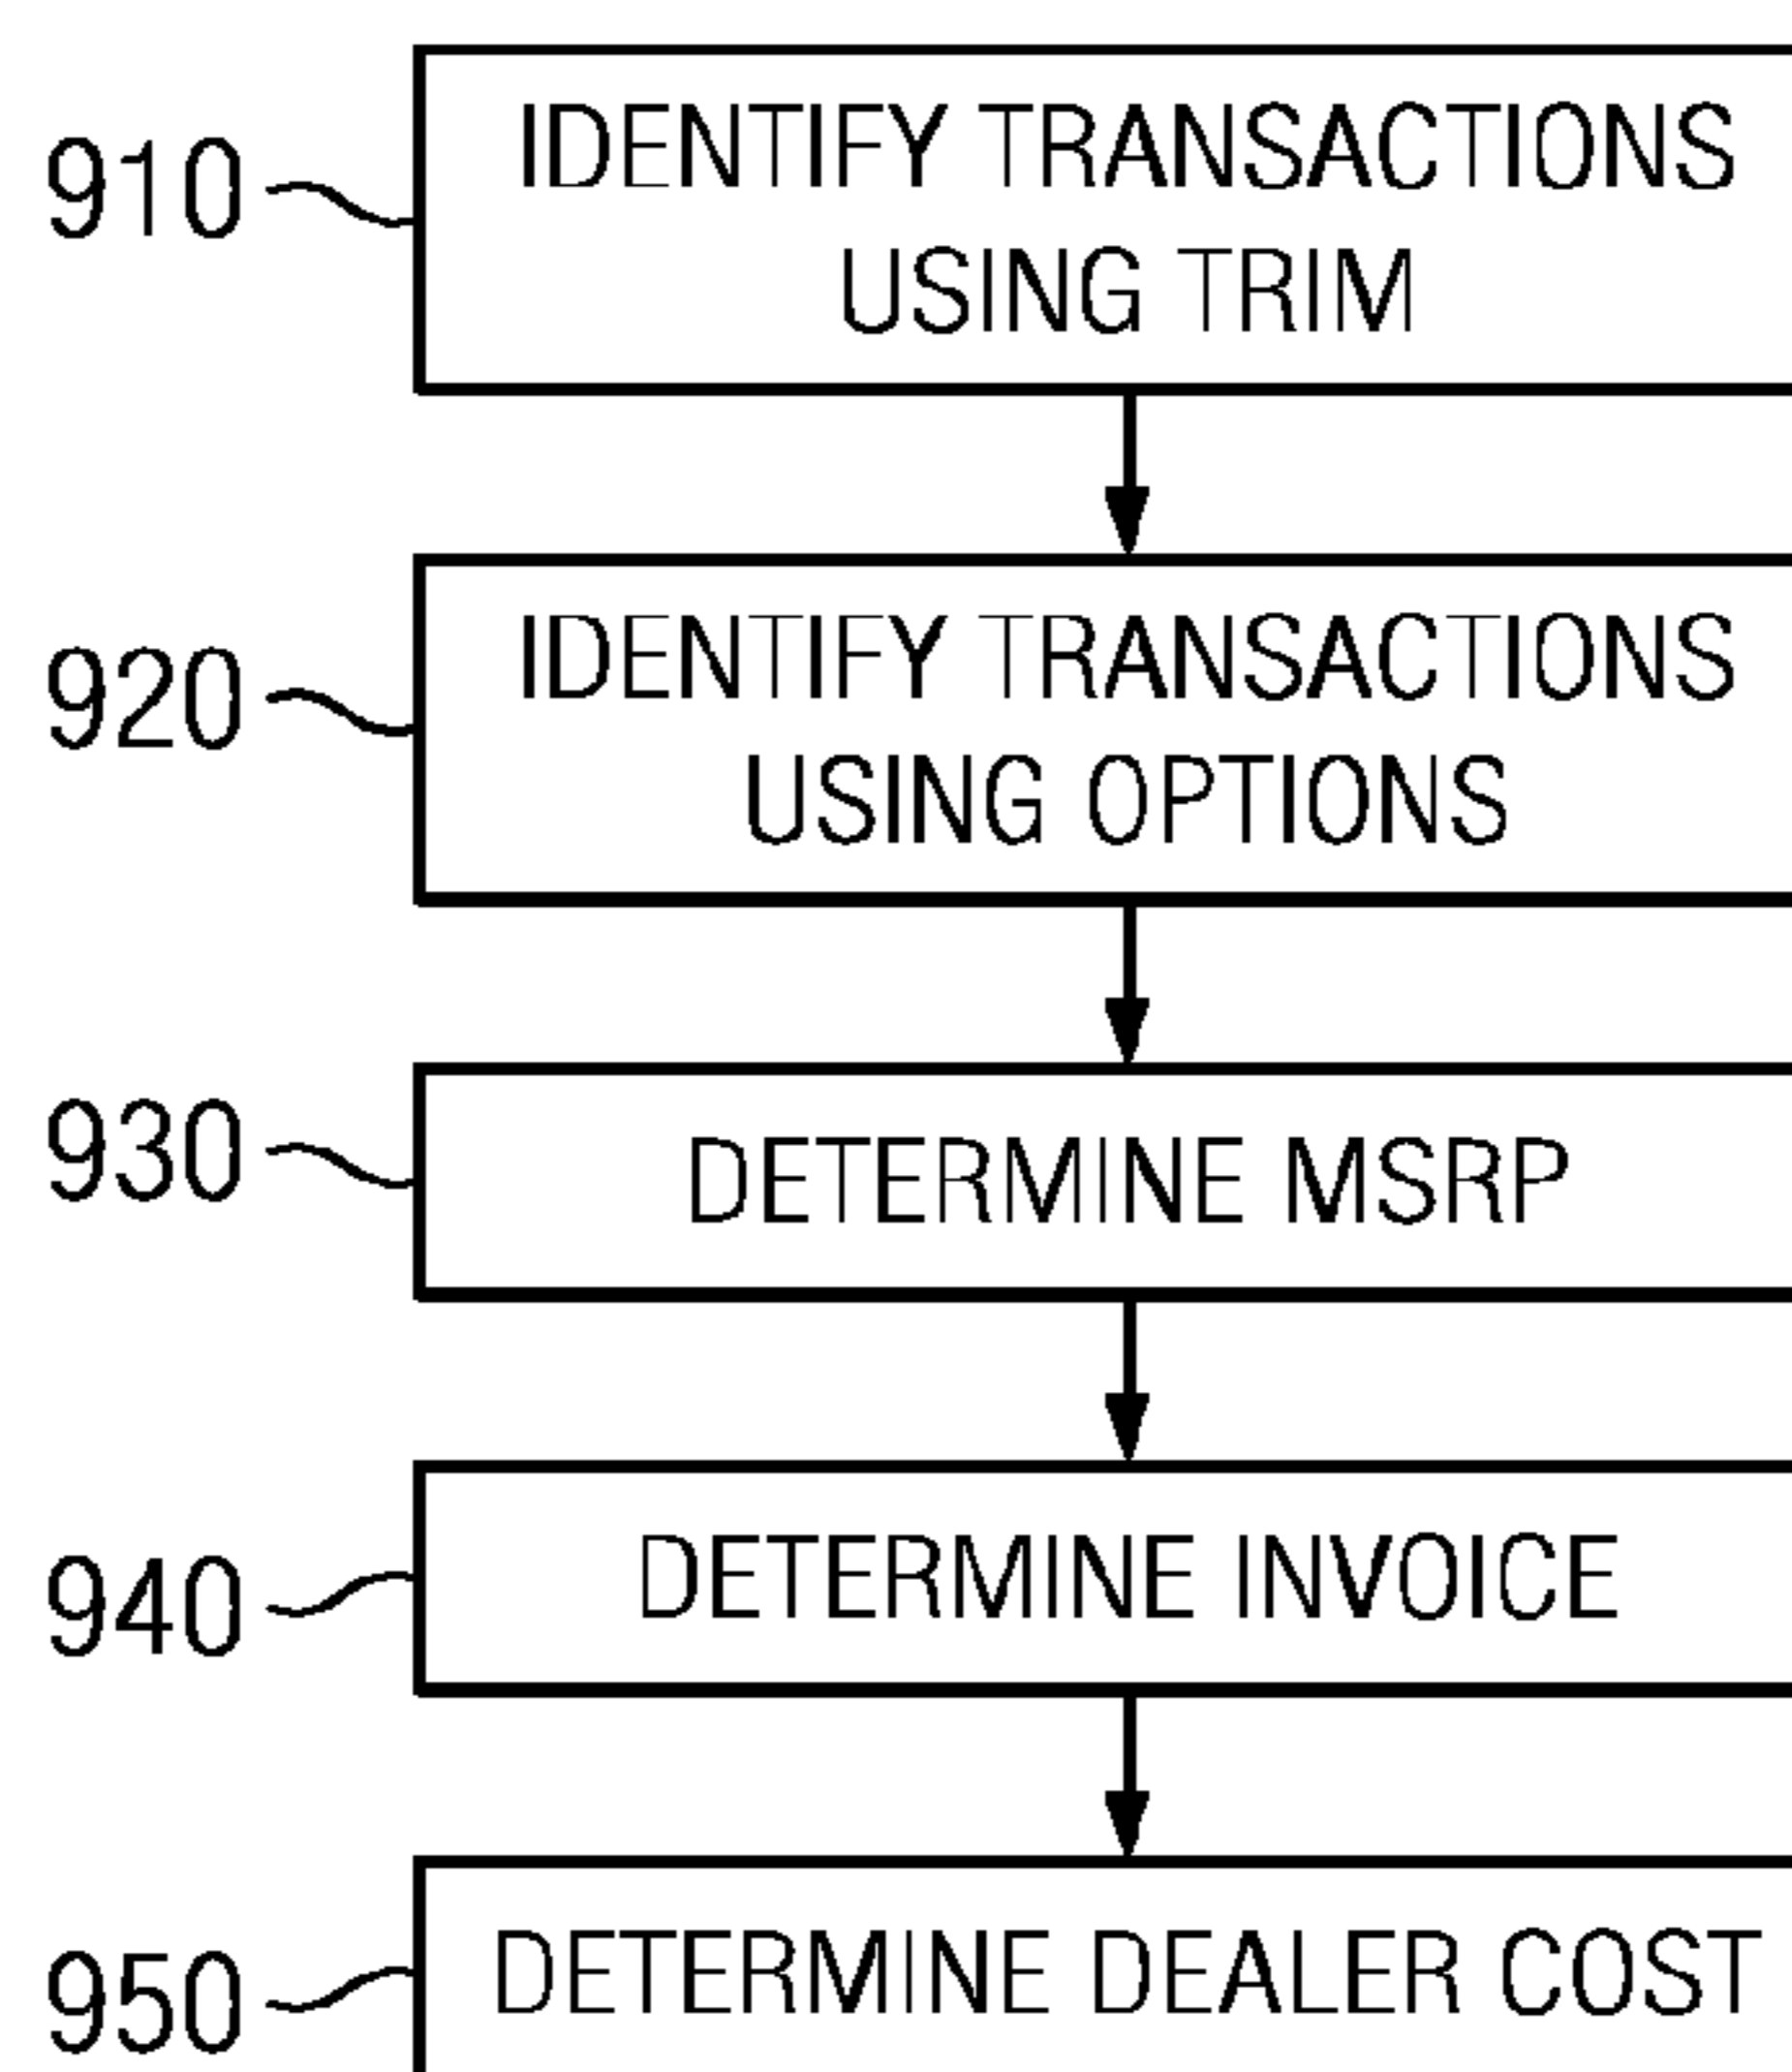 910
IDENTIFY TRANSACTIONS
USING TRIM
920
IDENTIFY TRANSACTIONS
USING OPTIONS
930
DETERMINE MSRP
940
DETERMINE INVOICE
950
DETERMINE DEALER COST